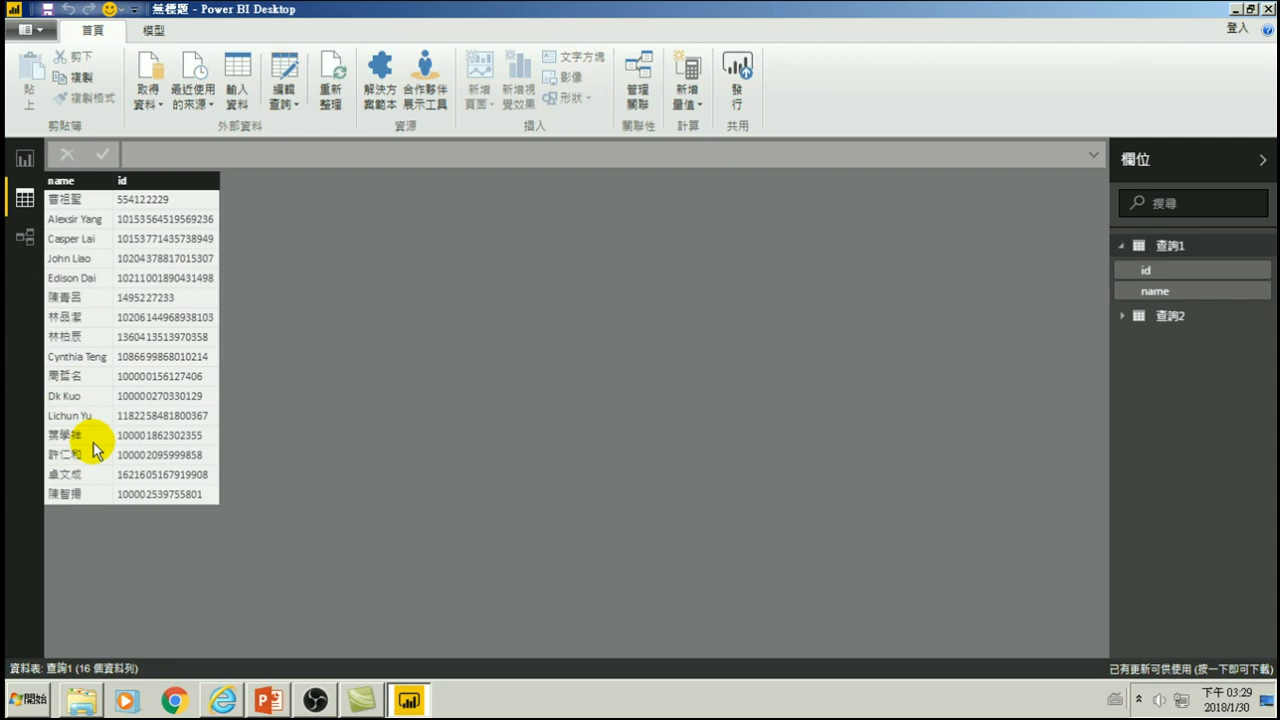 無標題 - Power BI Desktop
首頁 模型 登入
剪下
複製
複製格式
貼上
剪貼簿
取得資料
最近使用的來源
輸入資料
編輯查詢
外部資料
重新整理
解決方案範本
合作夥伴展示工具
資源
新增頁面
新增視覺效果
文字方塊
影像
形狀
插入
管理關聯
關聯性
新增量值
計算
發行
共用
name id
曹祖聖 554122229
Alexsir Yang 10153564519569236
Casper Lai 10153771435738949
John Liao 10204378817015307
Edison Dai 10211001890431498
陳青呂 1495227233
林品潔 10206144968938103
林柏辰 1360413513970358
Cynthia Teng 1086699868010214
周哲名 100000156127406
Dk Kuo 100000270330129
Lichun Yu 1182258481800367
葉學祥 100001862302355
許仁和 100002095999858
卓文成 1621605167919908
陳智揚 100002539755801
欄位
搜尋
查詢1
id
name
查詢2
資料表: 查詢1 (16 個資料列) 已有更新可供使用 (按一下即可下載)
開始
下午 03:29
2018/1/30